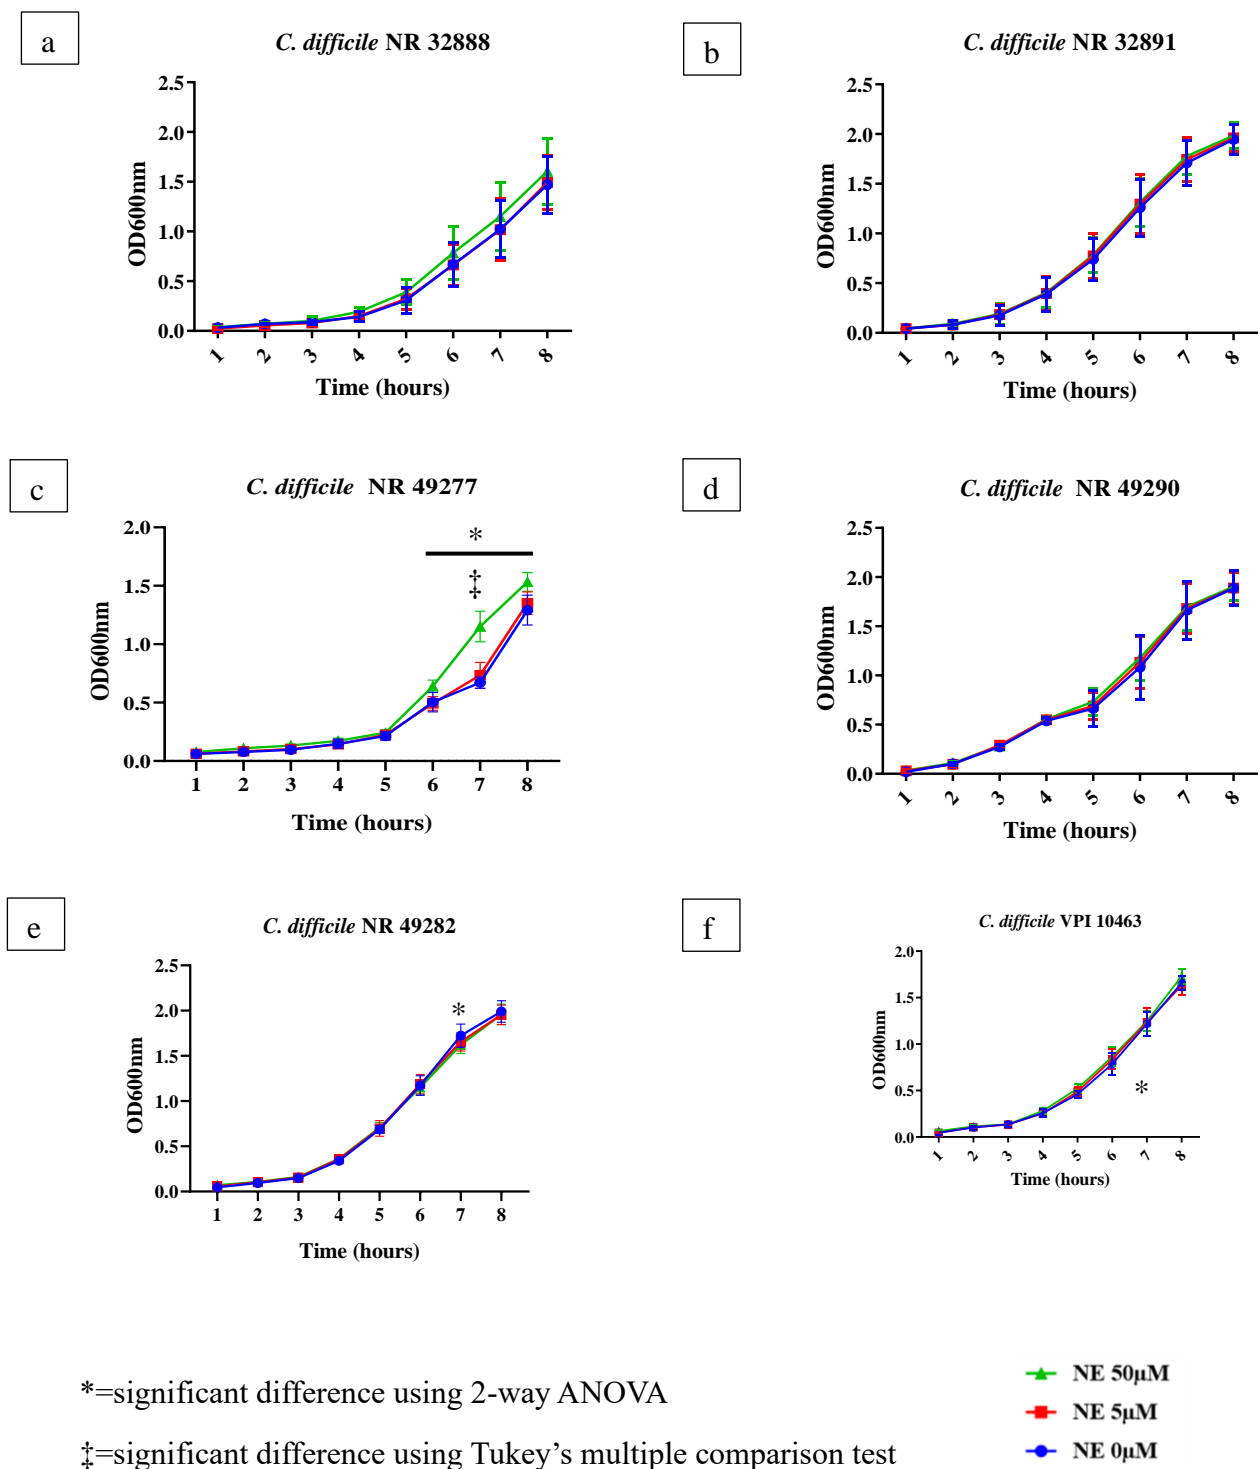 a
C. difficile NR 32888
2.5
2.0
1.5
1.0
0.5
0.0
OD600nm
1 2 3 4 5 6 7 8
Time (hours)
b
C. difficile NR 32891
2.5
2.0
1.5
1.0
0.5
0.0
OD600nm
1 2 3 4 5 6 7 8
Time (hours)
c
C. difficile NR 49277
2.0
1.5
1.0
0.5
0.0
OD600nm
*
‡
1 2 3 4 5 6 7 8
Time (hours)
d
C. difficile NR 49290
2.5
2.0
1.5
1.0
0.5
0.0
OD600nm
1 2 3 4 5 6 7 8
Time (hours)
e
C. difficile NR 49282
2.5
2.0
1.5
1.0
0.5
0.0
OD600nm
*
1 2 3 4 5 6 7 8
Time (hours)
f
C. difficile VPI 10463
2.0
1.5
1.0
0.5
0.0
OD600nm
*
1 2 3 4 5 6 7 8
Time (hours)
*=significant difference using 2-way ANOVA
‡=significant difference using Tukey's multiple comparison test
NE 50µM
NE 5µM
NE 0µM